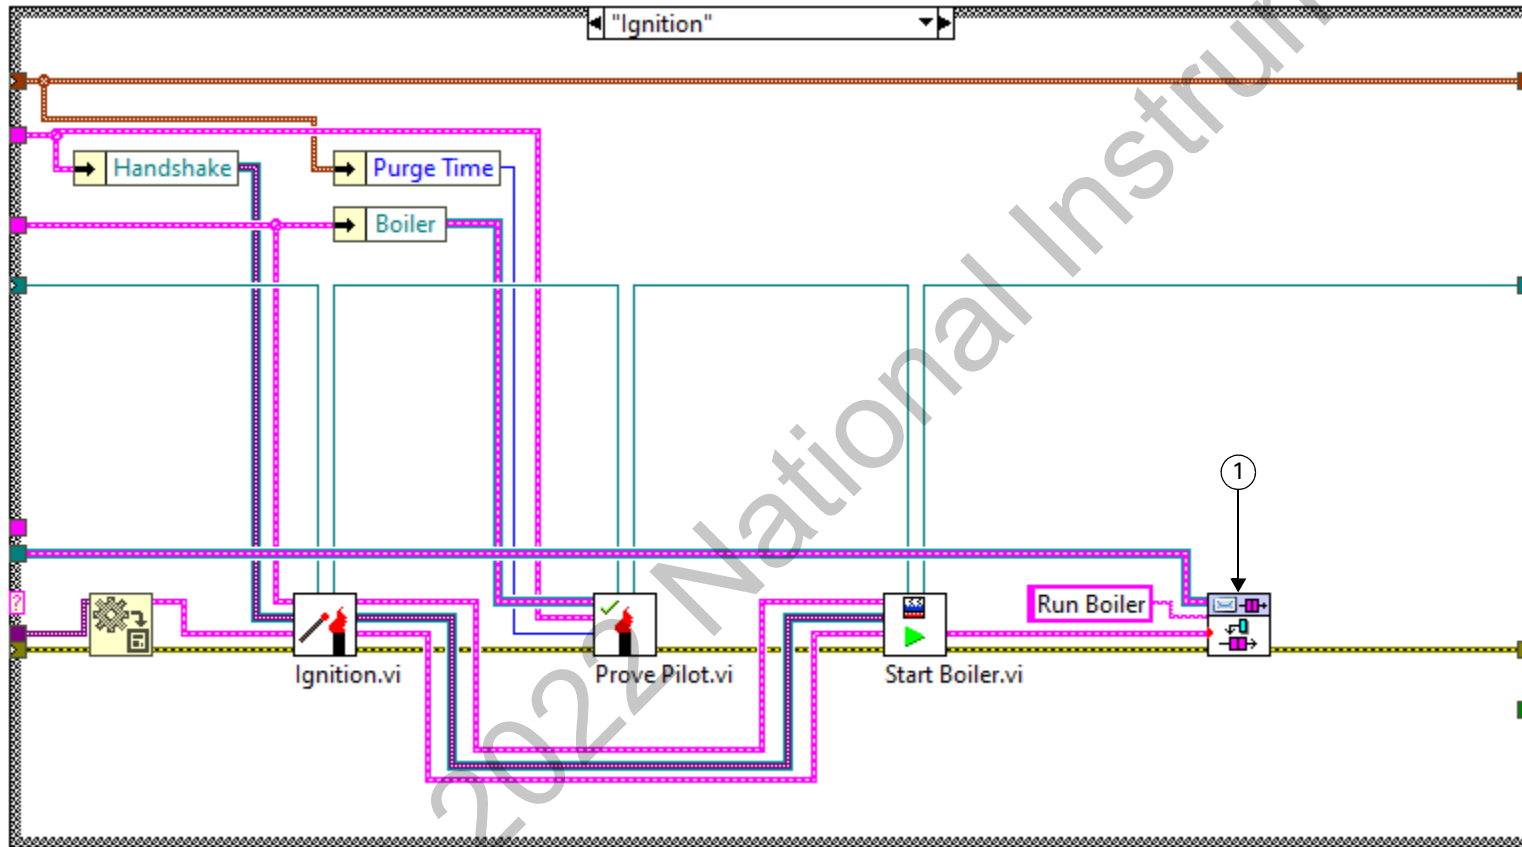 "Ignition"
Handshake
Purge Time
Boiler
1
?
Run Boiler
Ignition.vi
Prove Pilot.vi
Start Boiler.vi
2022 National Instrum